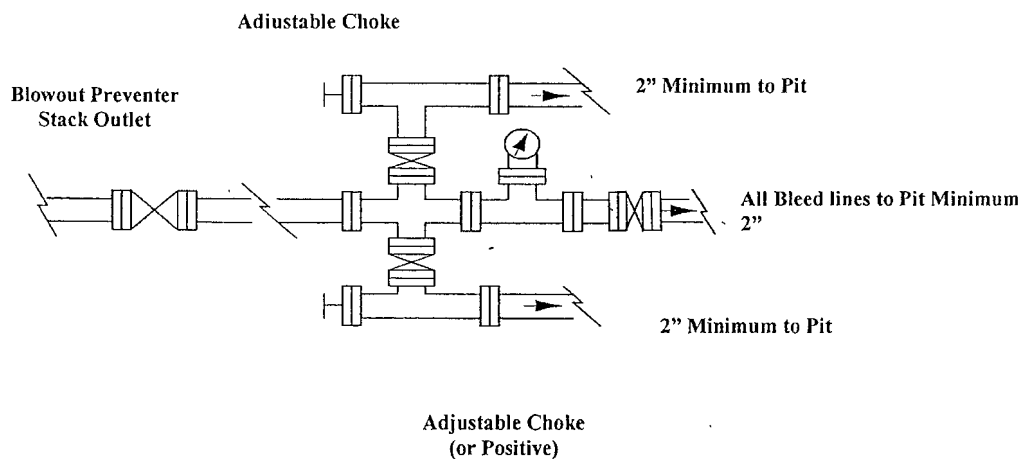 Adiustable Choke
2” Minimum to Pit
Blowout Preventer
Stack Outlet
All Bleed lines to Pit Minimum
2”
2” Minimum to Pit
Adjustable Choke
(or Positive)